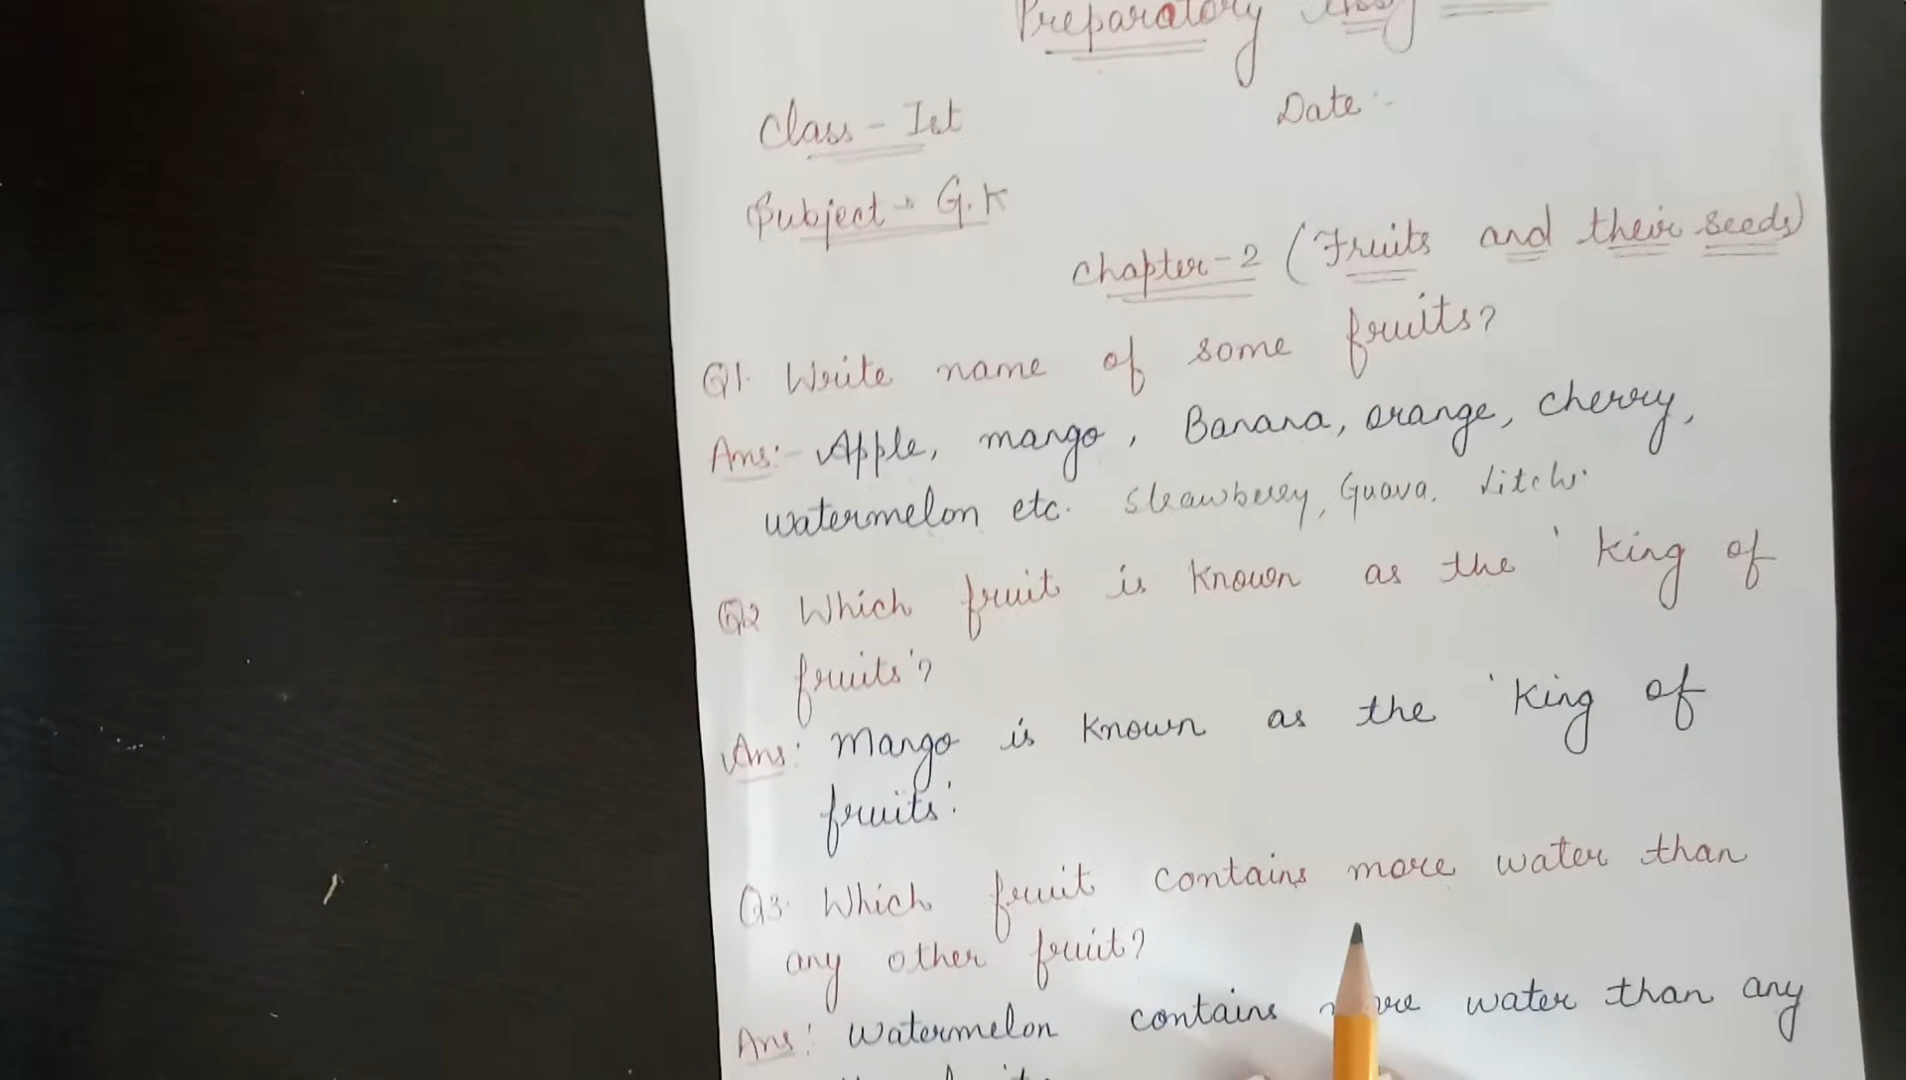 Preparatory
Class - Ist
Date :-
Subject - G.K
Chapter-2 (Fruits and their seeds)
Q1. Write name of some fruits?
Ans:- Apple, mango, Banana, orange, cherry,
watermelon etc. Strawberry, Guava, Litchi
Q2 Which fruit is known as the 'King of
fruits'?
Ans: Mango is known as the 'King of
fruits'.
Q3. Which fruit contains more water than
any other fruit?
Ans: Watermelon contains more water than any